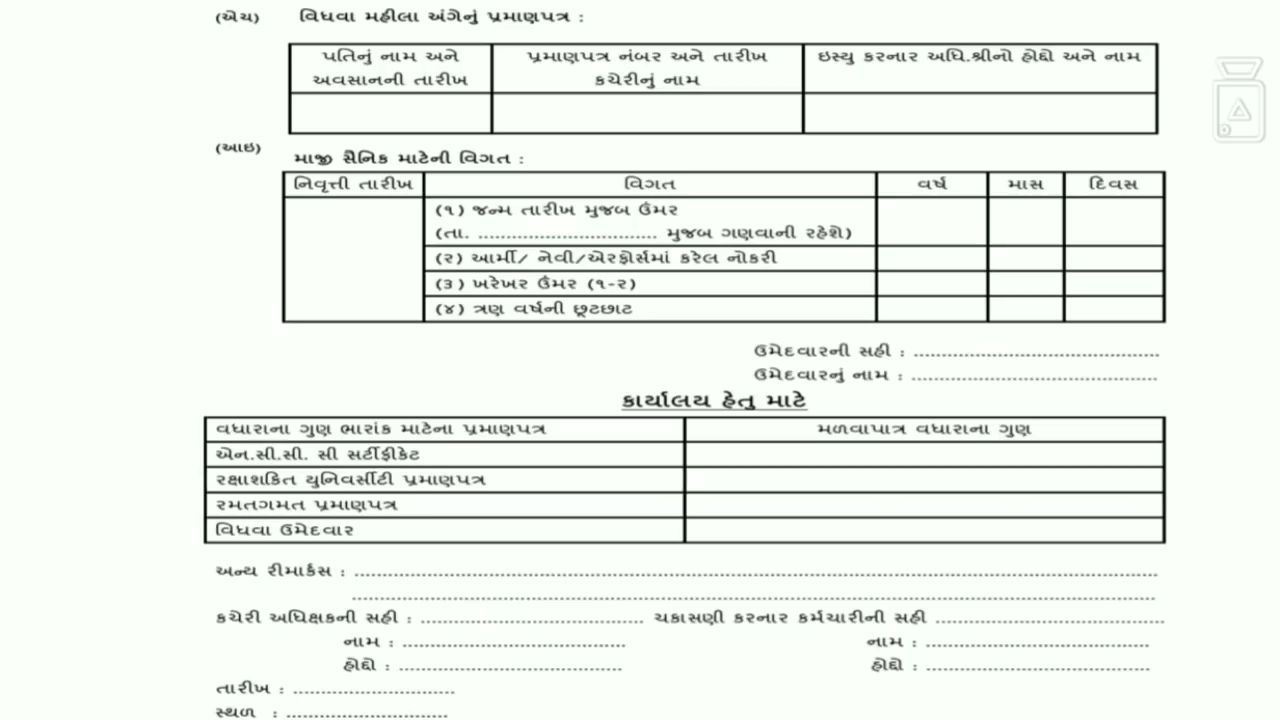 (એચ) વિધવા મહીલા અંગેનું પ્રમાણપત્ર :
પતિનું નામ અને અવસાનની તારીખ
પ્રમાણપત્ર નંબર અને તારીખ કચેરીનું નામ
ઇસ્યુ કરનાર અધિ.શ્રીનો હોદ્દો અને નામ
(આઇ) માજી સૈનિક માટેની વિગત :
નિવૃત્તી તારીખ વિગત વર્ષ માસ દિવસ
(૧) જન્મ તારીખ મુજબ ઉંમર
(તા. ................................ મુજબ ગણવાની રહેશે)
(૨) આર્મી/ નેવી/એરફોર્સમાં કરેલ નોકરી
(૩) ખરેખર ઉંમર (૧-૨)
(૪) ત્રણ વર્ષની છૂટછાટ
ઉમેદવારની સહી : ............................................
ઉમેદવારનું નામ : ............................................
કાર્યાલય હેતુ માટે
વધારાના ગુણ ભારાંક માટેના પ્રમાણપત્ર મળવાપાત્ર વધારાના ગુણ
એન.સી.સી. સી સર્ટીફીકેટ
રક્ષાશકિત યુનિવર્સીટી પ્રમાણપત્ર
રમતગમત પ્રમાણપત્ર
વિધવા ઉમેદવાર
અન્ય રીમાર્કસ : ............................................
............................................
કચેરી અધિક્ષકની સહી : ........................................ ચકાસણી કરનાર કર્મચારીની સહી ........................................
નામ : ........................................ નામ : ........................................
હોદ્દો : ........................................ હોદ્દો : ........................................
તારીખ : .............................
સ્થળ : .............................